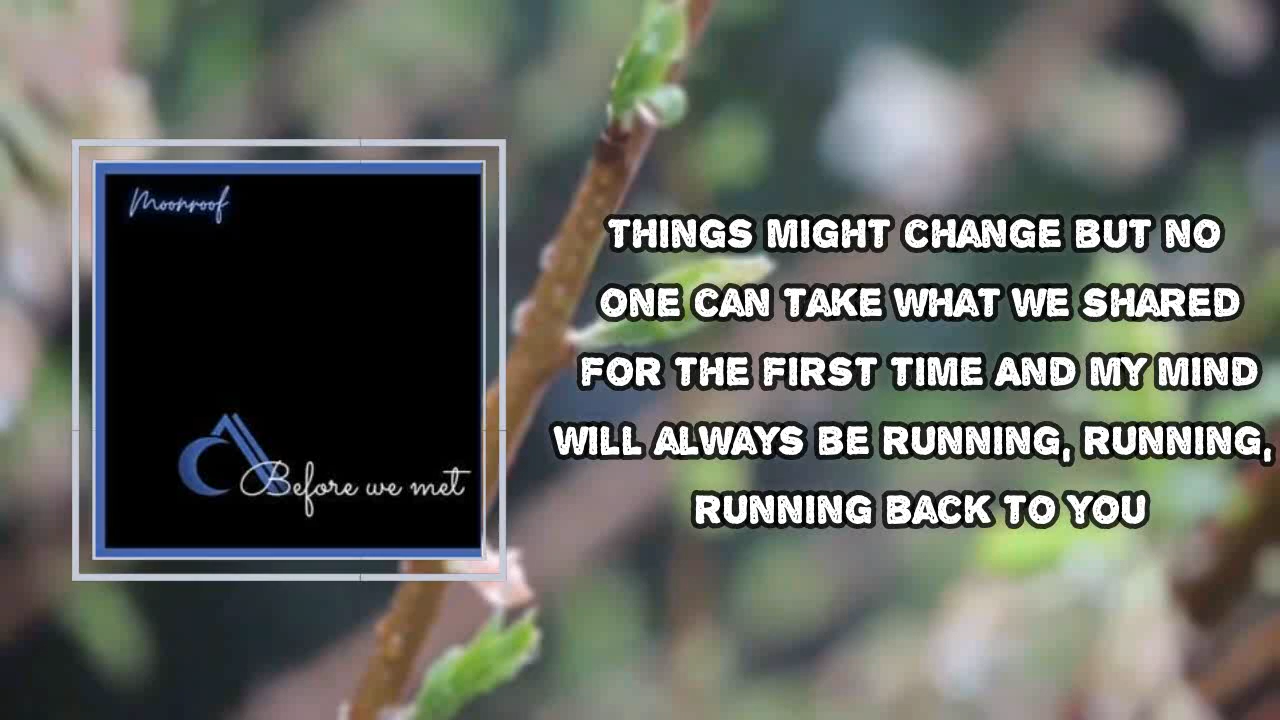 Moonroof
Before we met
THINGS MIGHT CHANGE BUT NO
ONE CAN TAKE WHAT WE SHARED
FOR THE FIRST TIME AND MY MIND
WILL ALWAYS BE RUNNING, RUNNING,
RUNNING BACK TO YOU